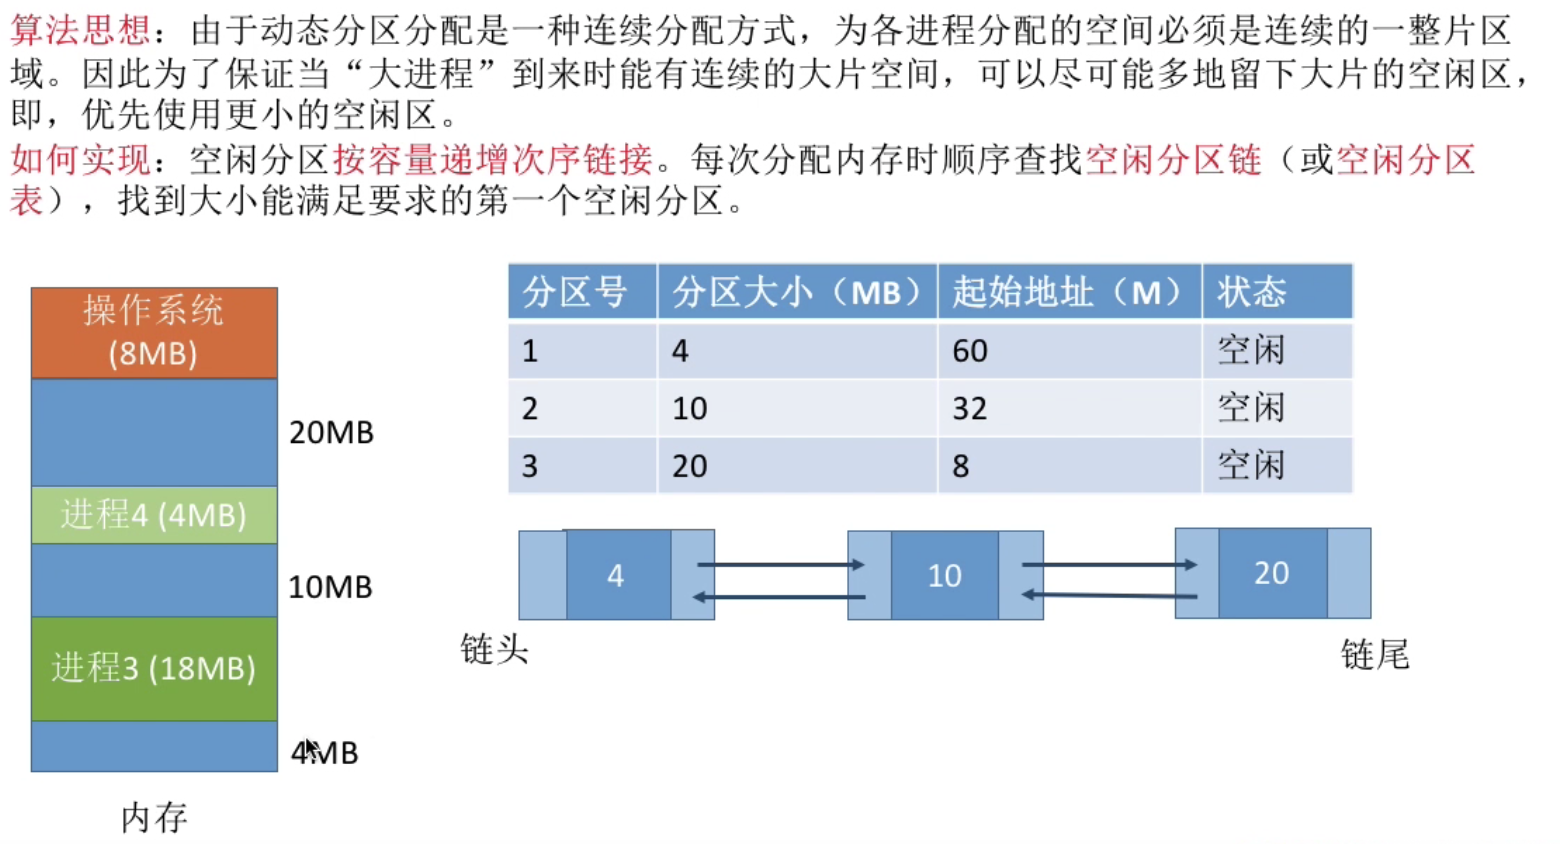 算法思想：由于动态分区分配是一种连续分配方式，为各进程分配的空间必须是连续的一整片区
域。因此为了保证当“大进程”到来时能有连续的大片空间，可以尽可能多地留下大片的空闲区，
即，优先使用更小的空闲区。
如何实现：空闲分区按容量递增次序链接。每次分配内存时顺序查找空闲分区链（或空闲分区
表），找到大小能满足要求的第一个空闲分区。
操作系统
(8MB)
20MB
进程4 (4MB)
10MB
进程3 (18MB)
4MB
内存
分区号 分区大小（MB） 起始地址（M） 状态
1 4 60 空闲
2 10 32 空闲
3 20 8 空闲
4 10 20
链头 链尾